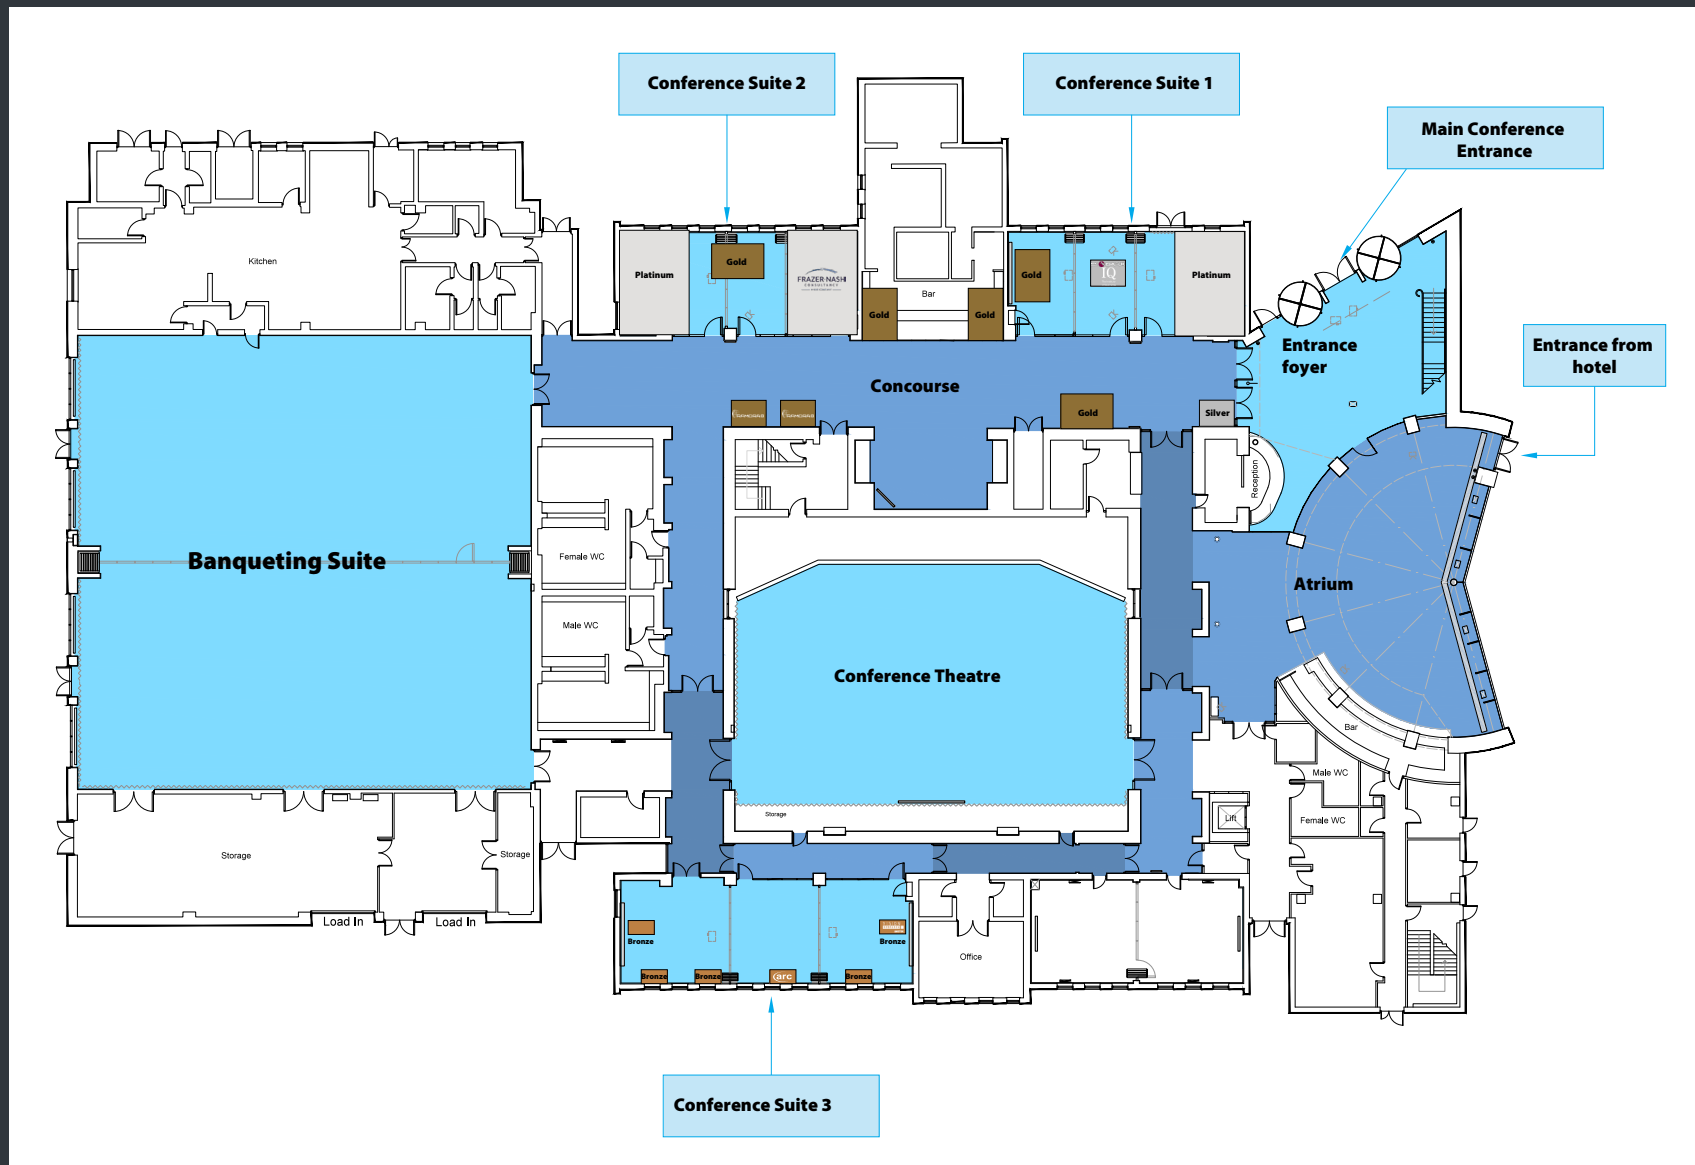 Conference Suite 2
Conference Suite 1
Main Conference
Entrance
Kitchen
Platinum
Gold
FRAZER-NASH
CONSULTANCY
Bar
Gold
Gold
Gold
IQ
Platinum
Entrance
foyer
Entrance from
hotel
Concourse
Gold
Silver
Reception
Banqueting Suite
Female WC
Male WC
Atrium
Conference Theatre
Bar
Male WC
Female WC
Lift
Storage
Storage
Storage
Load In
Load In
Bronze
Bronze
Bronze
Bronze
arc
Bronze
Office
Conference Suite 3